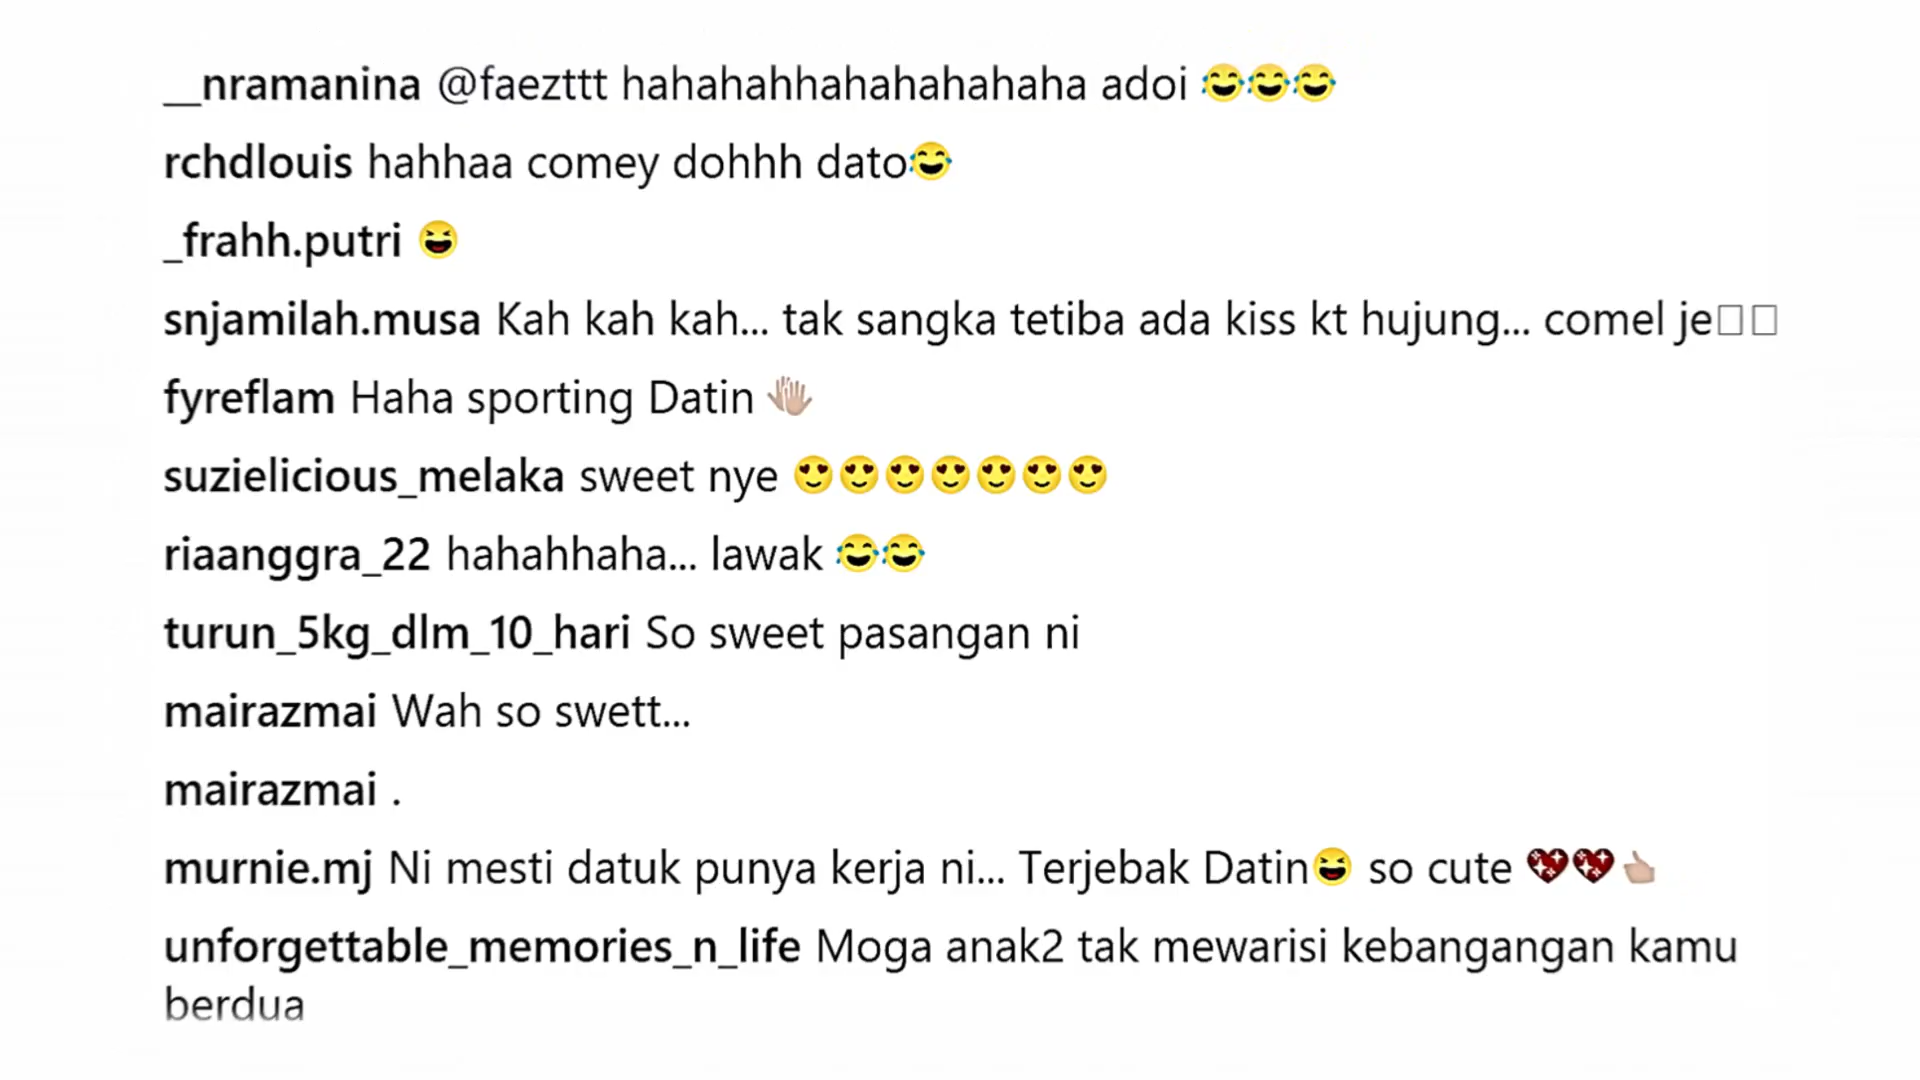 __nramanina @faezttt hahahahhahahahahaha adoi 😂😂😂
rchdlouis hahhaa comey dohhh dato😂
_frahh.putri 😆
snjamilah.musa Kah kah kah... tak sangka tetiba ada kiss kt hujung... comel je□□
fyreflam Haha sporting Datin 👋🏼
suzielicious_melaka sweet nye 😍😍😍😍😍😍😍
riaanggra_22 hahahhaha... lawak 😂😂
turun_5kg_dlm_10_hari So sweet pasangan ni
mairazmai Wah so swett...
mairazmai .
murnie.mj Ni mesti datuk punya kerja ni... Terjebak Datin😆 so cute 💖💖👍🏼
unforgettable_memories_n_life Moga anak2 tak mewarisi kebangangan kamu
berdua